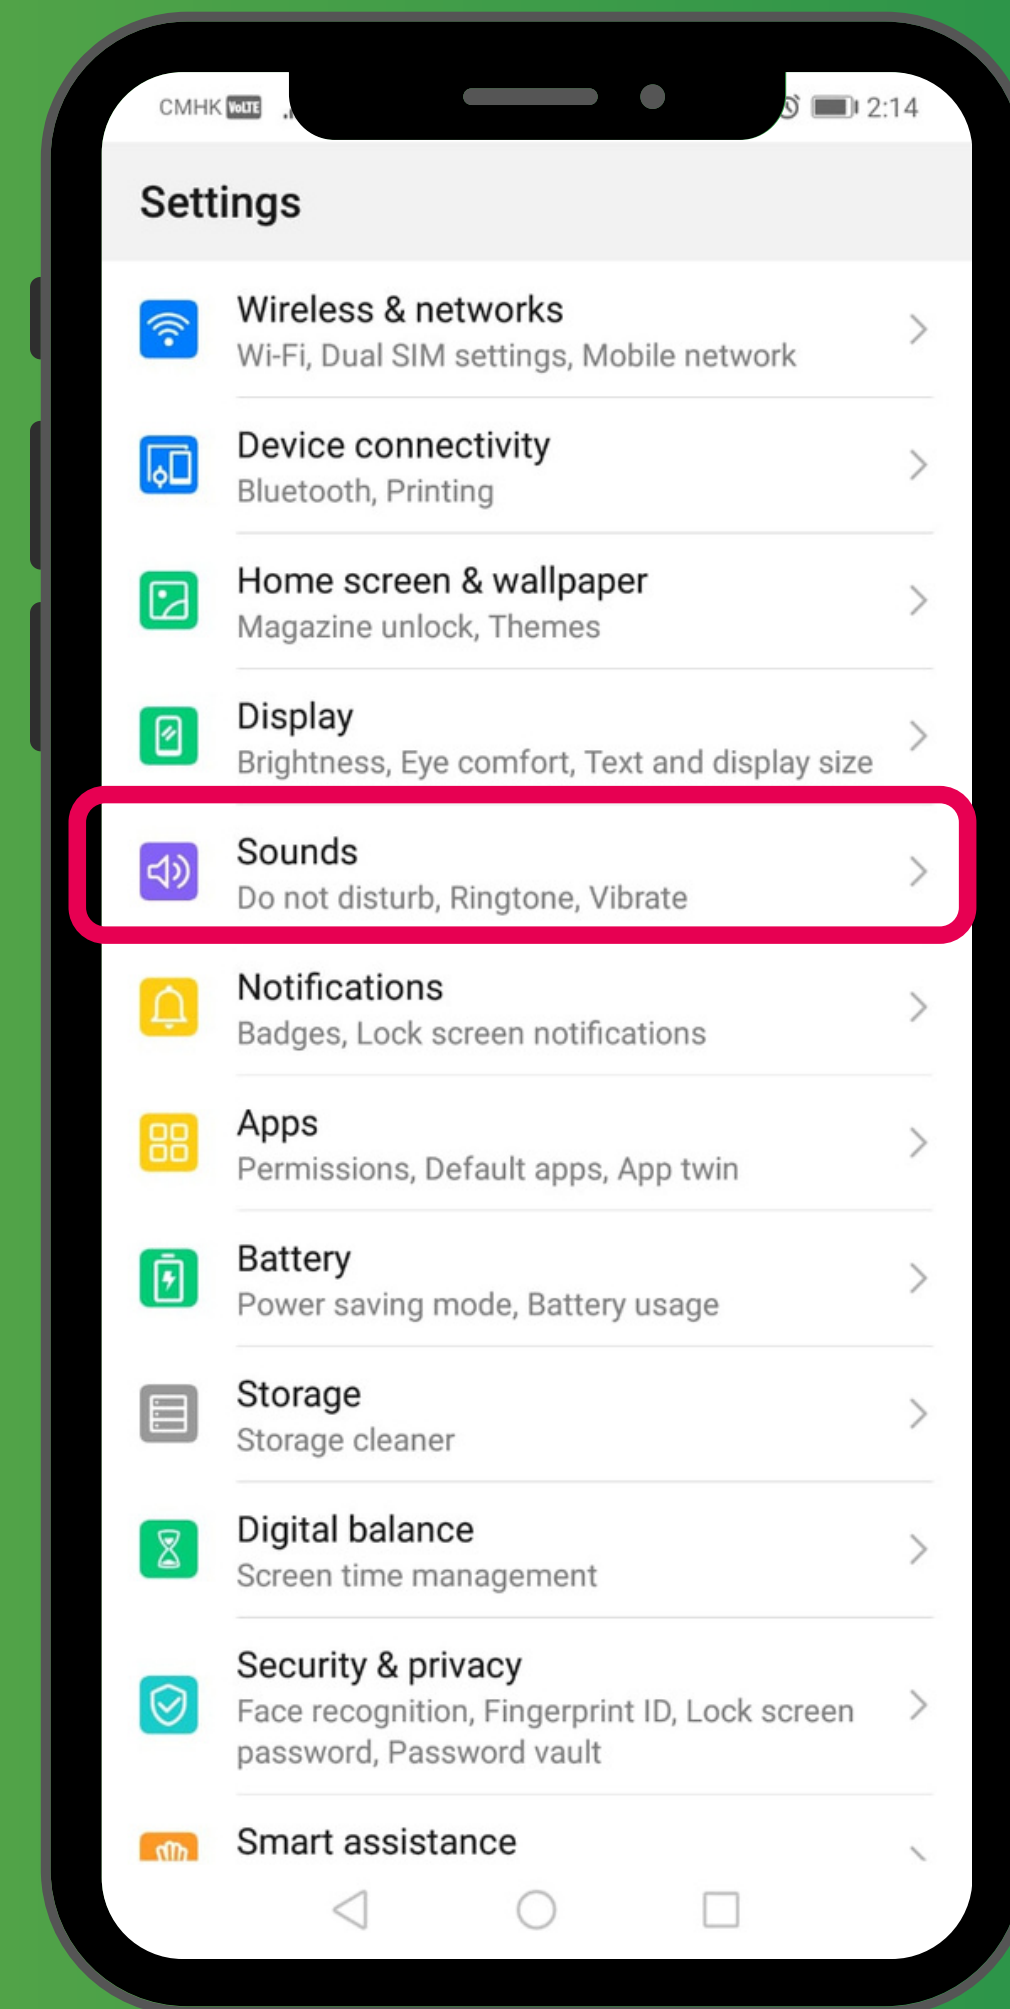 CMHK VoLTE 2:14
Settings
Wireless & networks
Wi-Fi, Dual SIM settings, Mobile network
Device connectivity
Bluetooth, Printing
Home screen & wallpaper
Magazine unlock, Themes
Display
Brightness, Eye comfort, Text and display size
Sounds
Do not disturb, Ringtone, Vibrate
Notifications
Badges, Lock screen notifications
Apps
Permissions, Default apps, App twin
Battery
Power saving mode, Battery usage
Storage
Storage cleaner
Digital balance
Screen time management
Security & privacy
Face recognition, Fingerprint ID, Lock screen
password, Password vault
Smart assistance